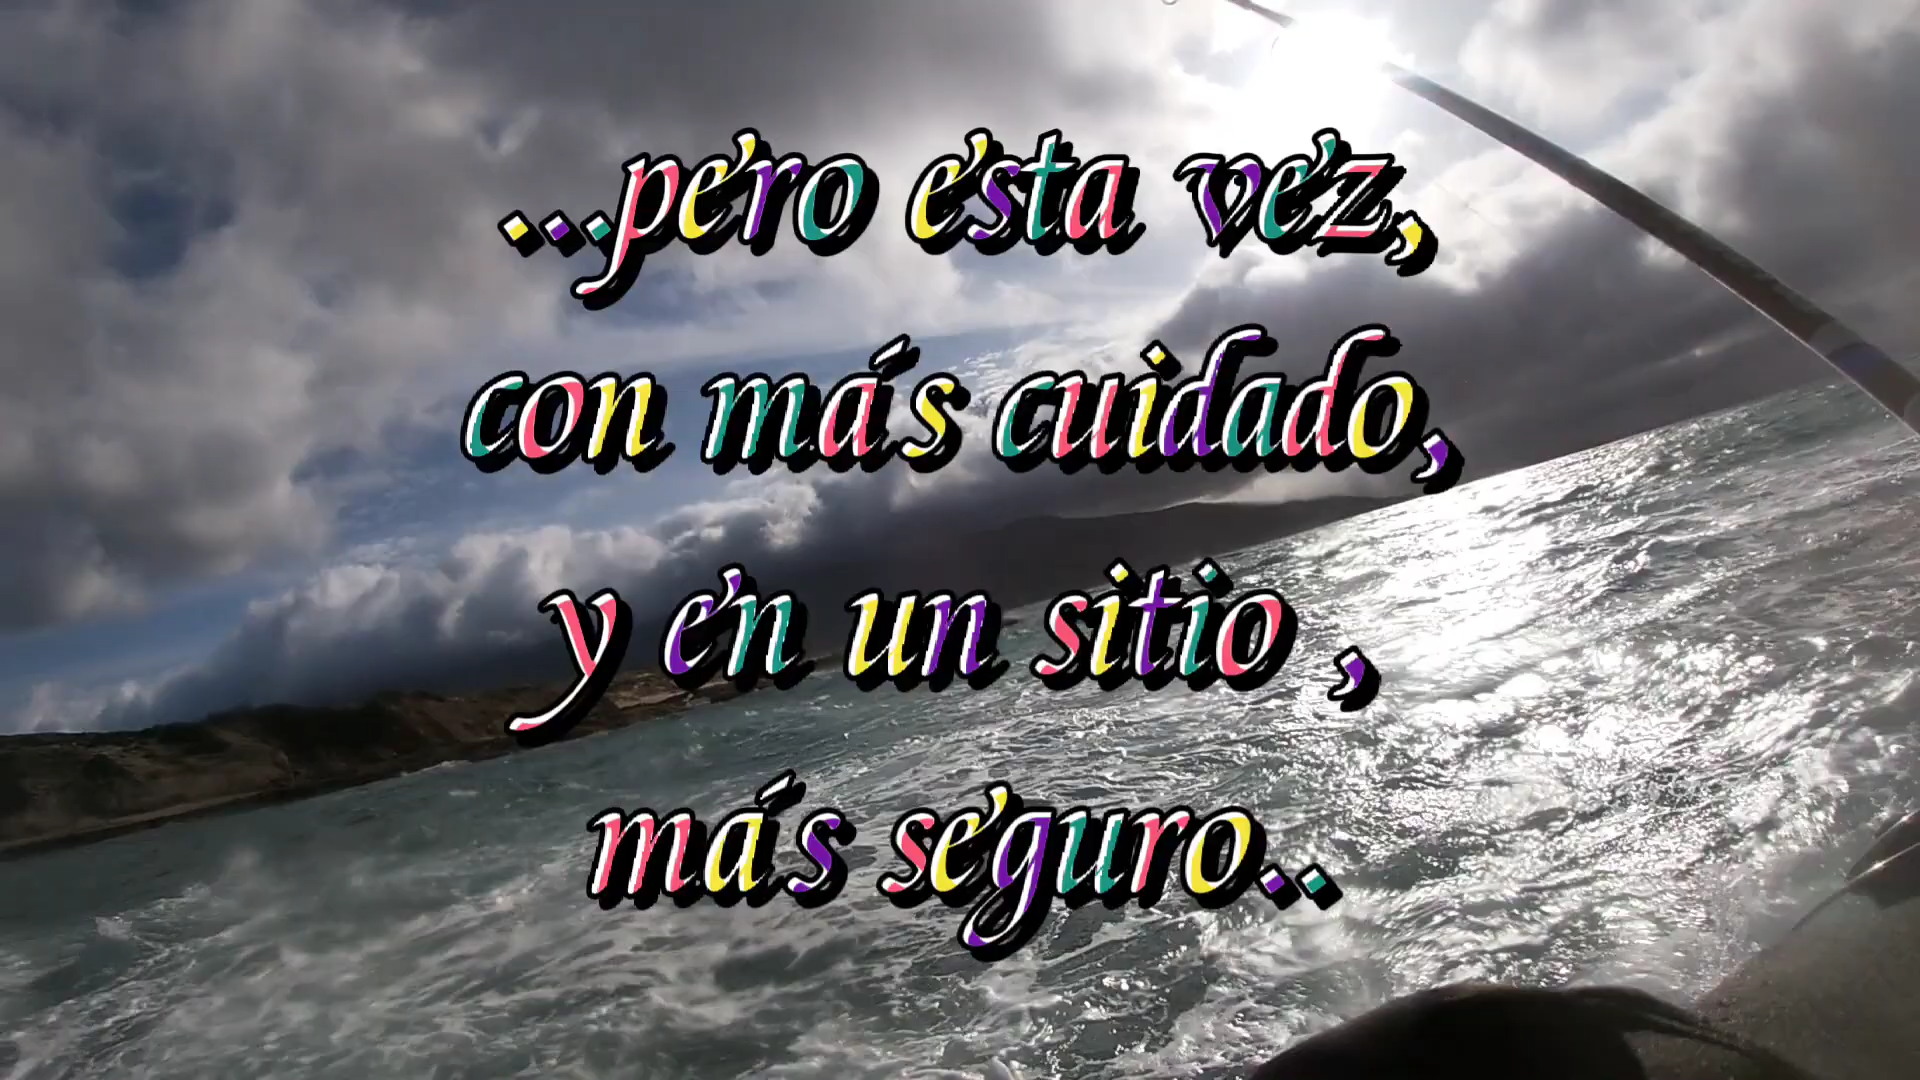 ...pero esta vez,
con más cuidado,
y en un sitio ,
más seguro..